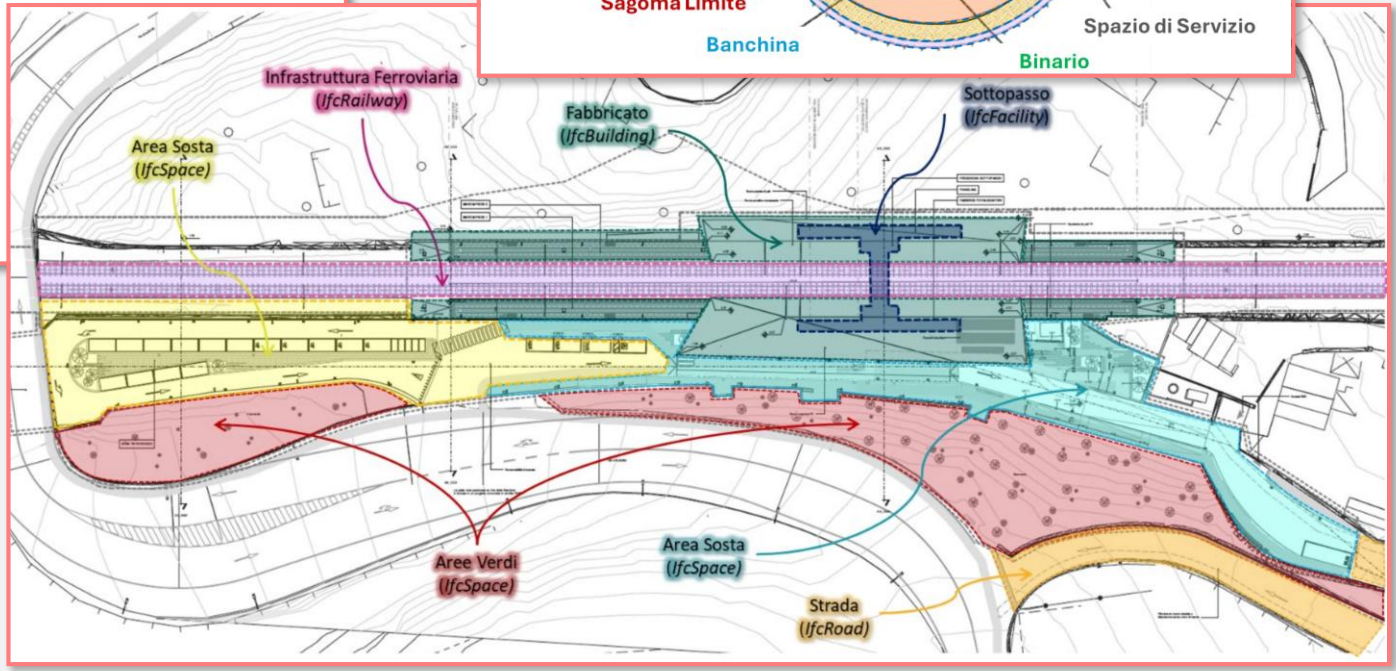 Sagoma Limite
Spazio di Servizio
Banchina
Binario
Infrastruttura Ferroviaria
(IfcRailway)
Sottopasso
(IfcFacility)
Fabbricato
(IfcBuilding)
Area Sosta
(IfcSpace)
Aree Verdi
(IfcSpace)
Area Sosta
(IfcSpace)
Strada
(IfcRoad)